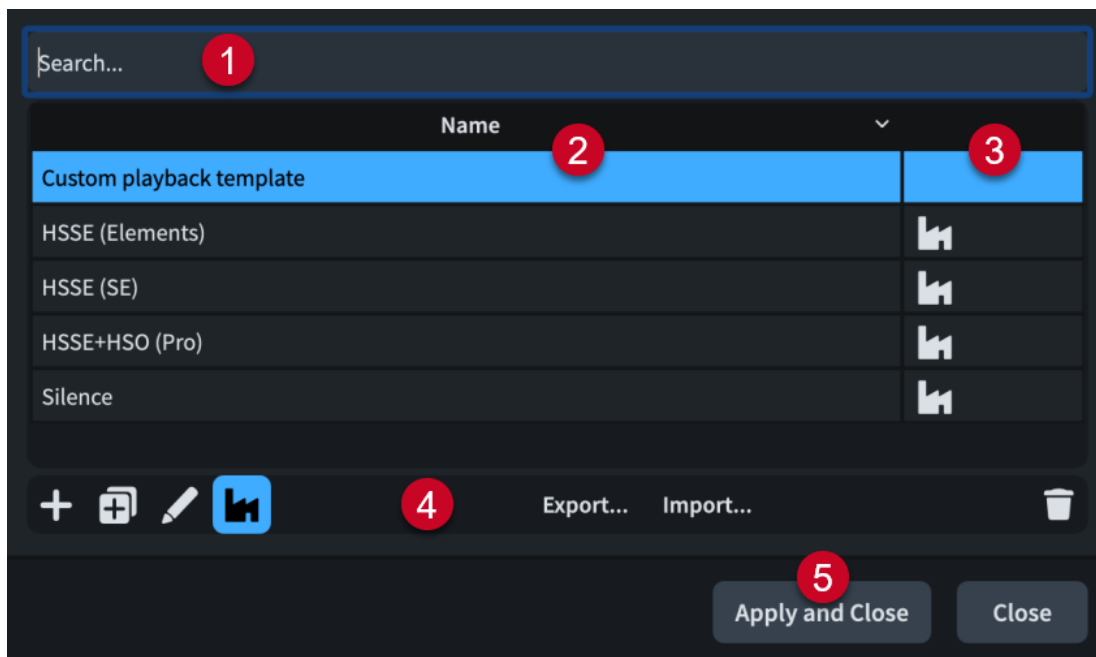 Search... 1
Name
2
3
Custom playback template
HSSE (Elements)
HSSE (SE)
HSSE+HSO (Pro)
Silence
4 Export... Import...
5
Apply and Close Close